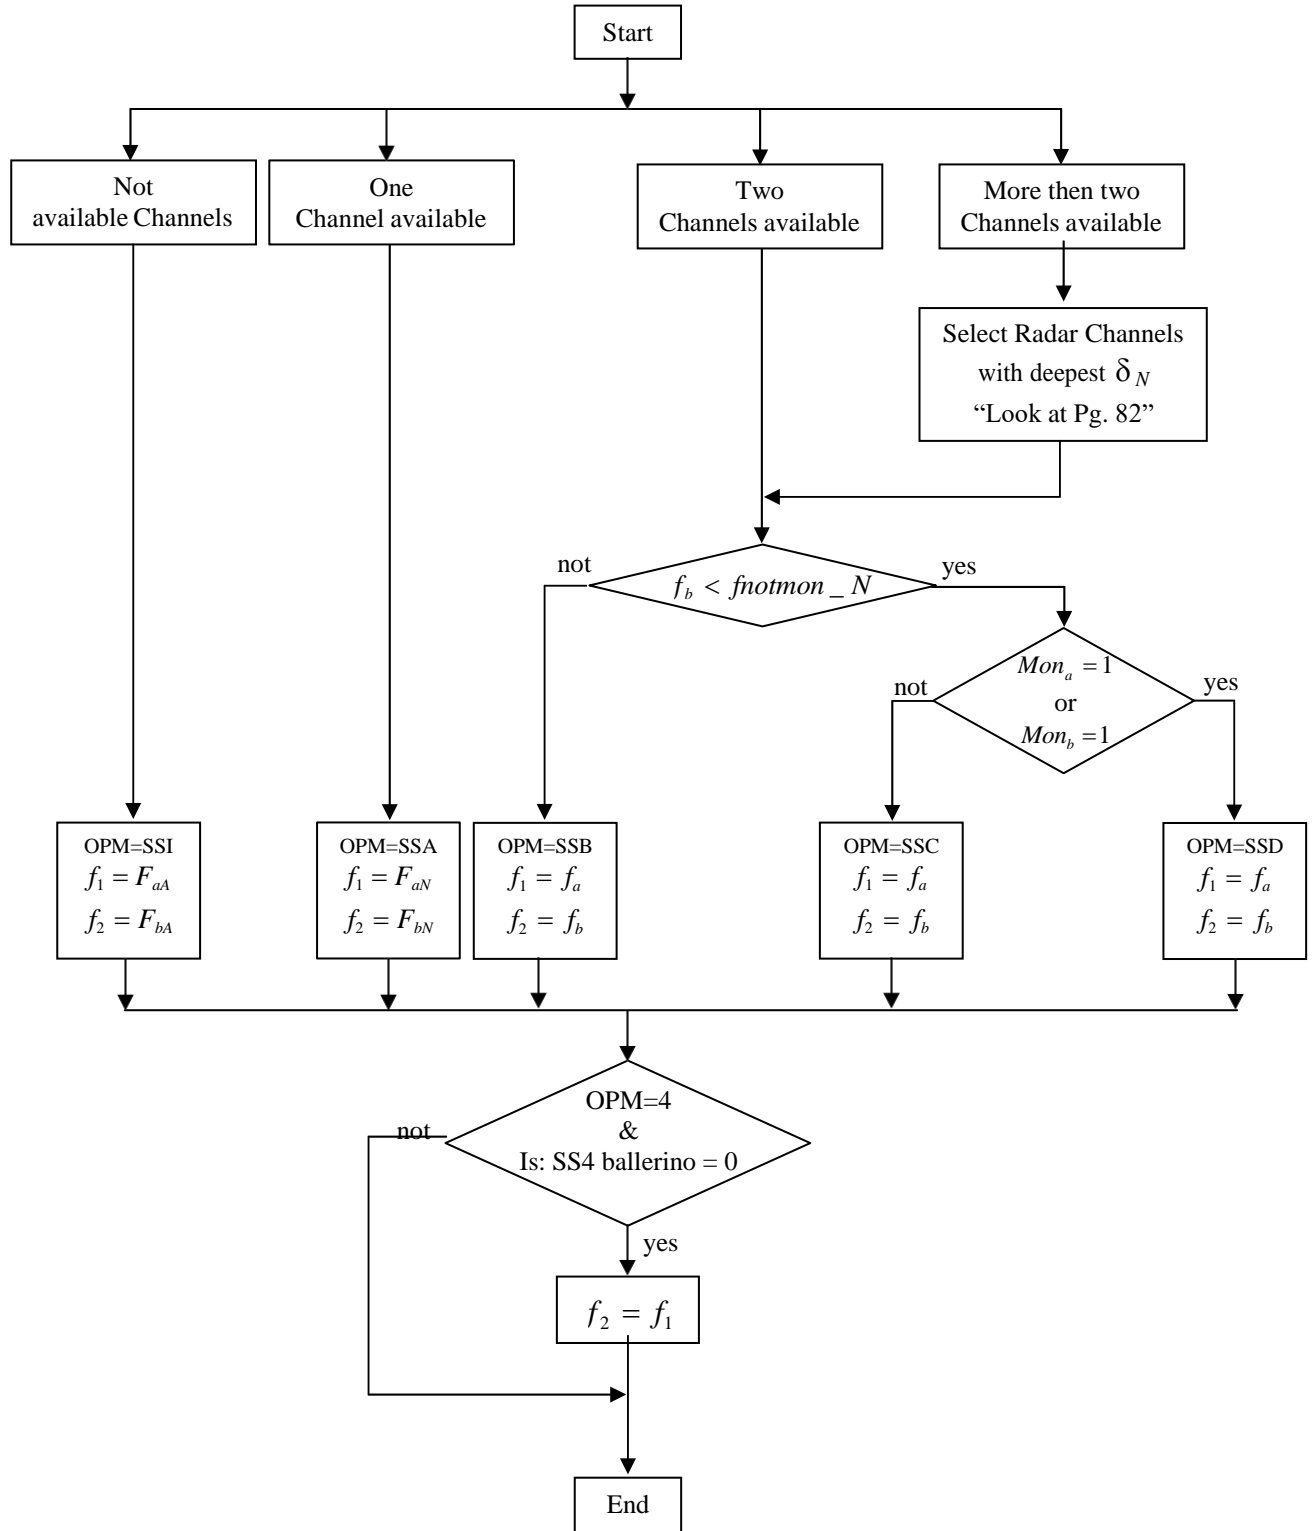 Start
Not
available Channels
One
Channel available
Two
Channels available
More then two
Channels available
Select Radar Channels
with deepest δ_N
“Look at Pg. 82”
not
f_b < fnotmon _ N
yes
not
Mon_a = 1
or
Mon_b = 1
yes
OPM=SSI
f_1 = F_aA
f_2 = F_bA
OPM=SSA
f_1 = F_aN
f_2 = F_bN
OPM=SSB
f_1 = f_a
f_2 = f_b
OPM=SSC
f_1 = f_a
f_2 = f_b
OPM=SSD
f_1 = f_a
f_2 = f_b
not
OPM=4
&
Is: SS4 ballerino = 0
yes
f_2 = f_1
End